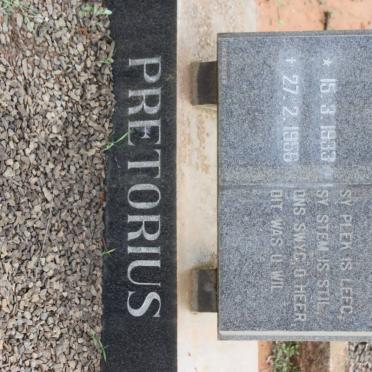 * 15 3 1933
† 27 2
SY PLEK IS LEEG
SY STEM IS STIL
ONS SWYG O HEER
DIT WAS U WIL
PRETORIUS